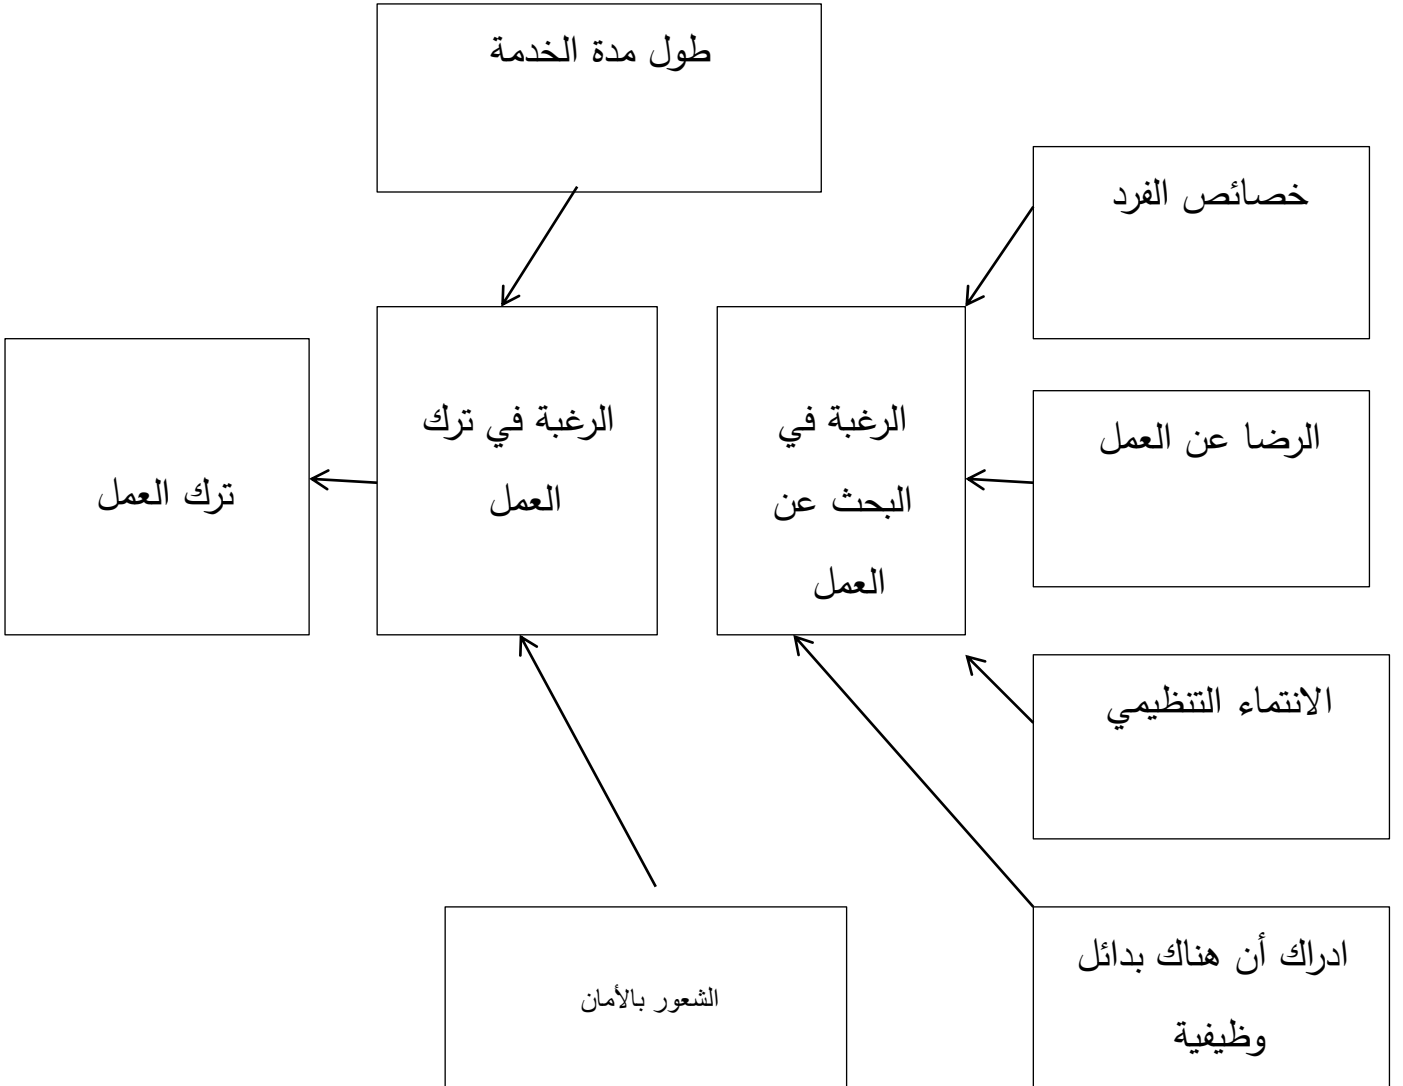 طول مدة الخدمة
خصائص الفرد
الرضا عن العمل
الرغبة في
البحث عن
العمل
الرغبة في ترك
العمل
ترك العمل
الانتماء التنظيمي
ادراك أن هناك بدائل
وظيفية
الشعور بالأمان